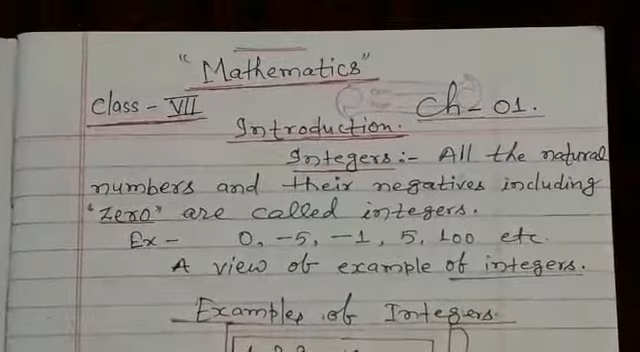 "Mathematics"
Class - VII
Ch - 01.
Introduction.
Integers :- All the natural
numbers and their negatives including
"zero" are called integers.
Ex - 0, -5, -1, 5, 100 etc.
A view of example of integers.
Examples of Integers.